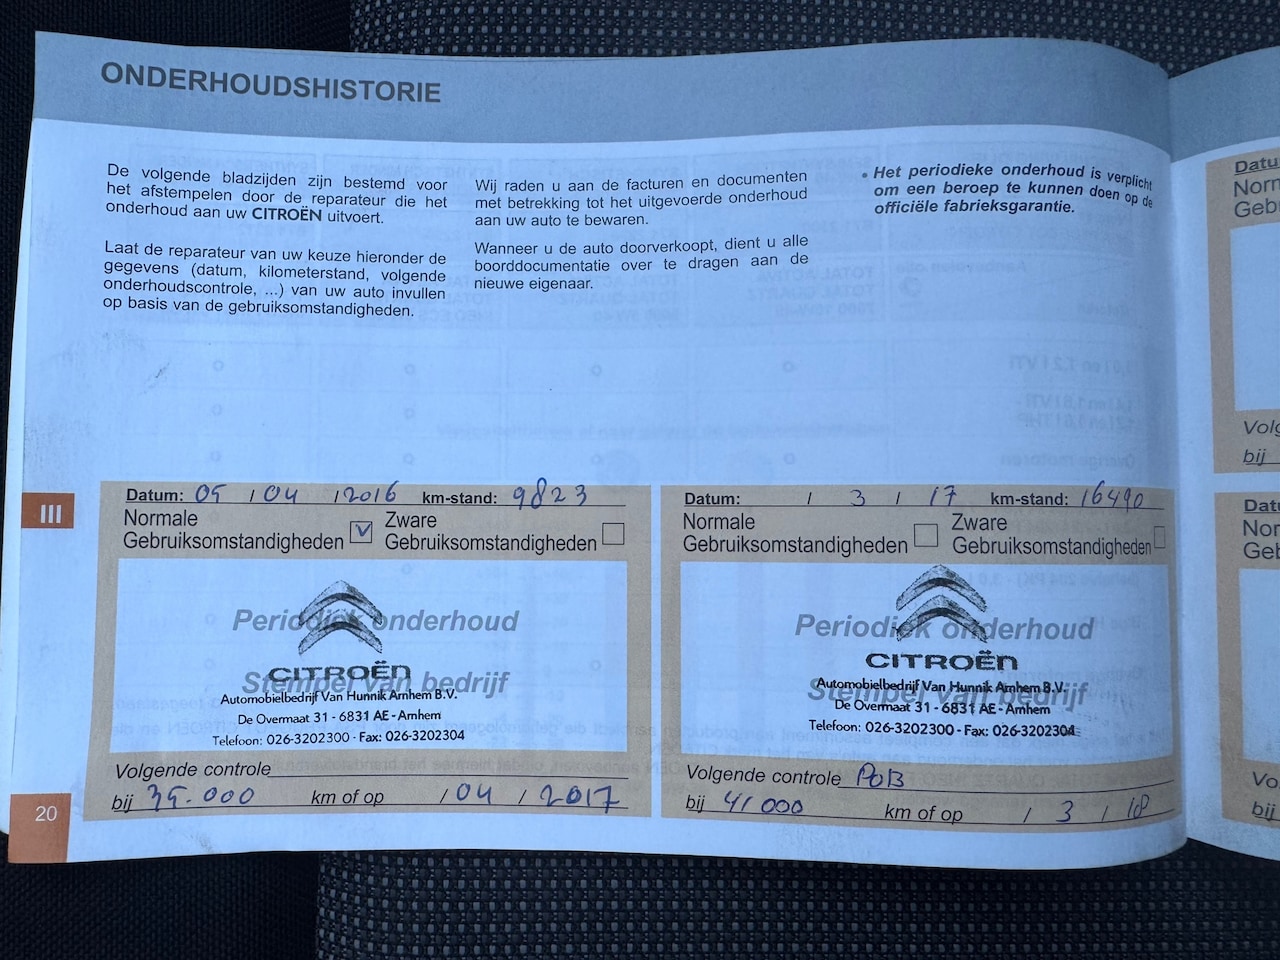 ONDERHOUDSHISTORIE
De volgende bladzijden zijn bestemd voor
het afstempelen door de reparateur die het
onderhoud aan uw CITROËN uitvoert.
Laat de reparateur van uw keuze hieronder de
gegevens (datum, kilometerstand, volgende
onderhoudscontrole, ...) van uw auto invullen
op basis van de gebruiksomstandigheden.
Wij raden u aan de facturen en documenten
met betrekking tot het uitgevoerde onderhoud
aan uw auto te bewaren.
Wanneer u de auto doorverkoopt, dient u alle
boorddocumentatie over te dragen aan de
nieuwe eigenaar.
• Het periodieke onderhoud is verplicht
om een beroep te kunnen doen op de
officiële fabrieksgarantie.
III
Datum: 05 / 04 / 2016 km-stand: 9823
Normale
Gebruiksomstandigheden
Zware
Gebruiksomstandigheden
Periodiek onderhoud
CITROËN
Stempel van bedrijf
Automobielbedrijf Van Hunnik Arnhem B.V.
De Overmaat 31 - 6831 AE - Arnhem
Telefoon: 026-3202300 - Fax: 026-3202304
Volgende controle
bij 35.000 km of op / 04 / 2017
Datum: / 3 / 17 km-stand: 16490
Normale
Gebruiksomstandigheden
Zware
Gebruiksomstandigheden
Periodiek onderhoud
CITROËN
Stempel van bedrijf
Automobielbedrijf Van Hunnik Arnhem B.V.
De Overmaat 31 - 6831 AE - Arnhem
Telefoon: 026-3202300 - Fax: 026-3202304
Volgende controle POB
bij 41000 km of op / 3 / 18
20
bij
bij